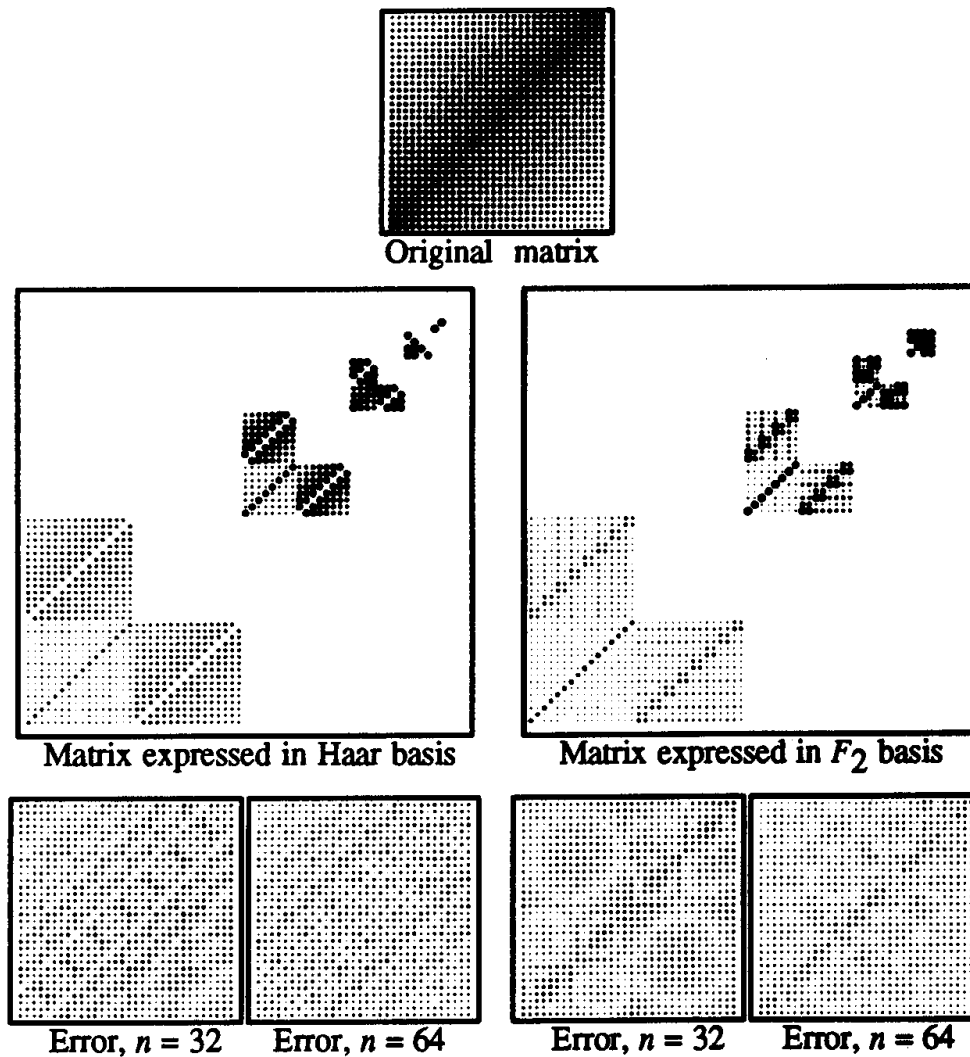 Original matrix
Matrix expressed in Haar basis
Matrix expressed in F2 basis
Error, n = 32
Error, n = 64
Error, n = 32
Error, n = 64